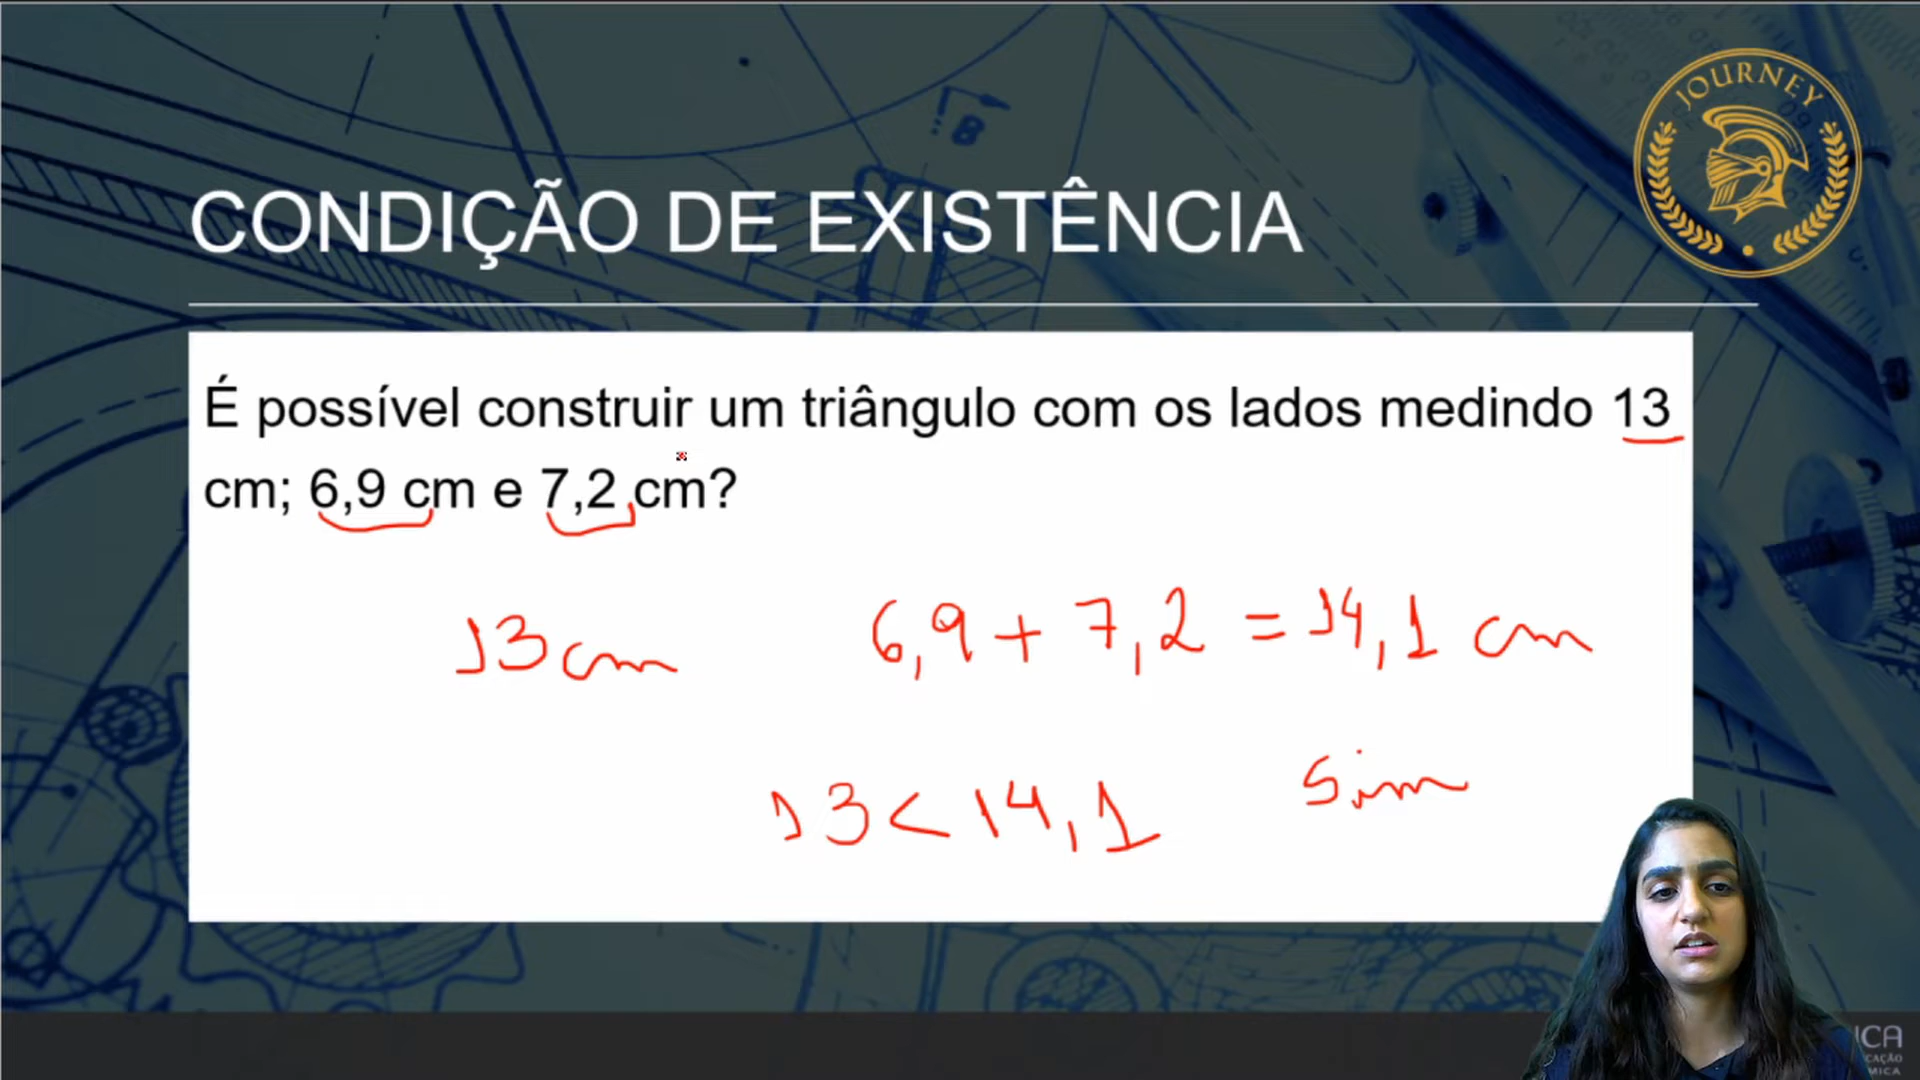 JOURNEY
B
CONDIÇÃO DE EXISTÊNCIA
É possível construir um triângulo com os lados medindo 13
cm; 6,9 cm e 7,2 cm?
13 cm
6,9 + 7,2 = 14,1 cm
13 < 14,1
Sim